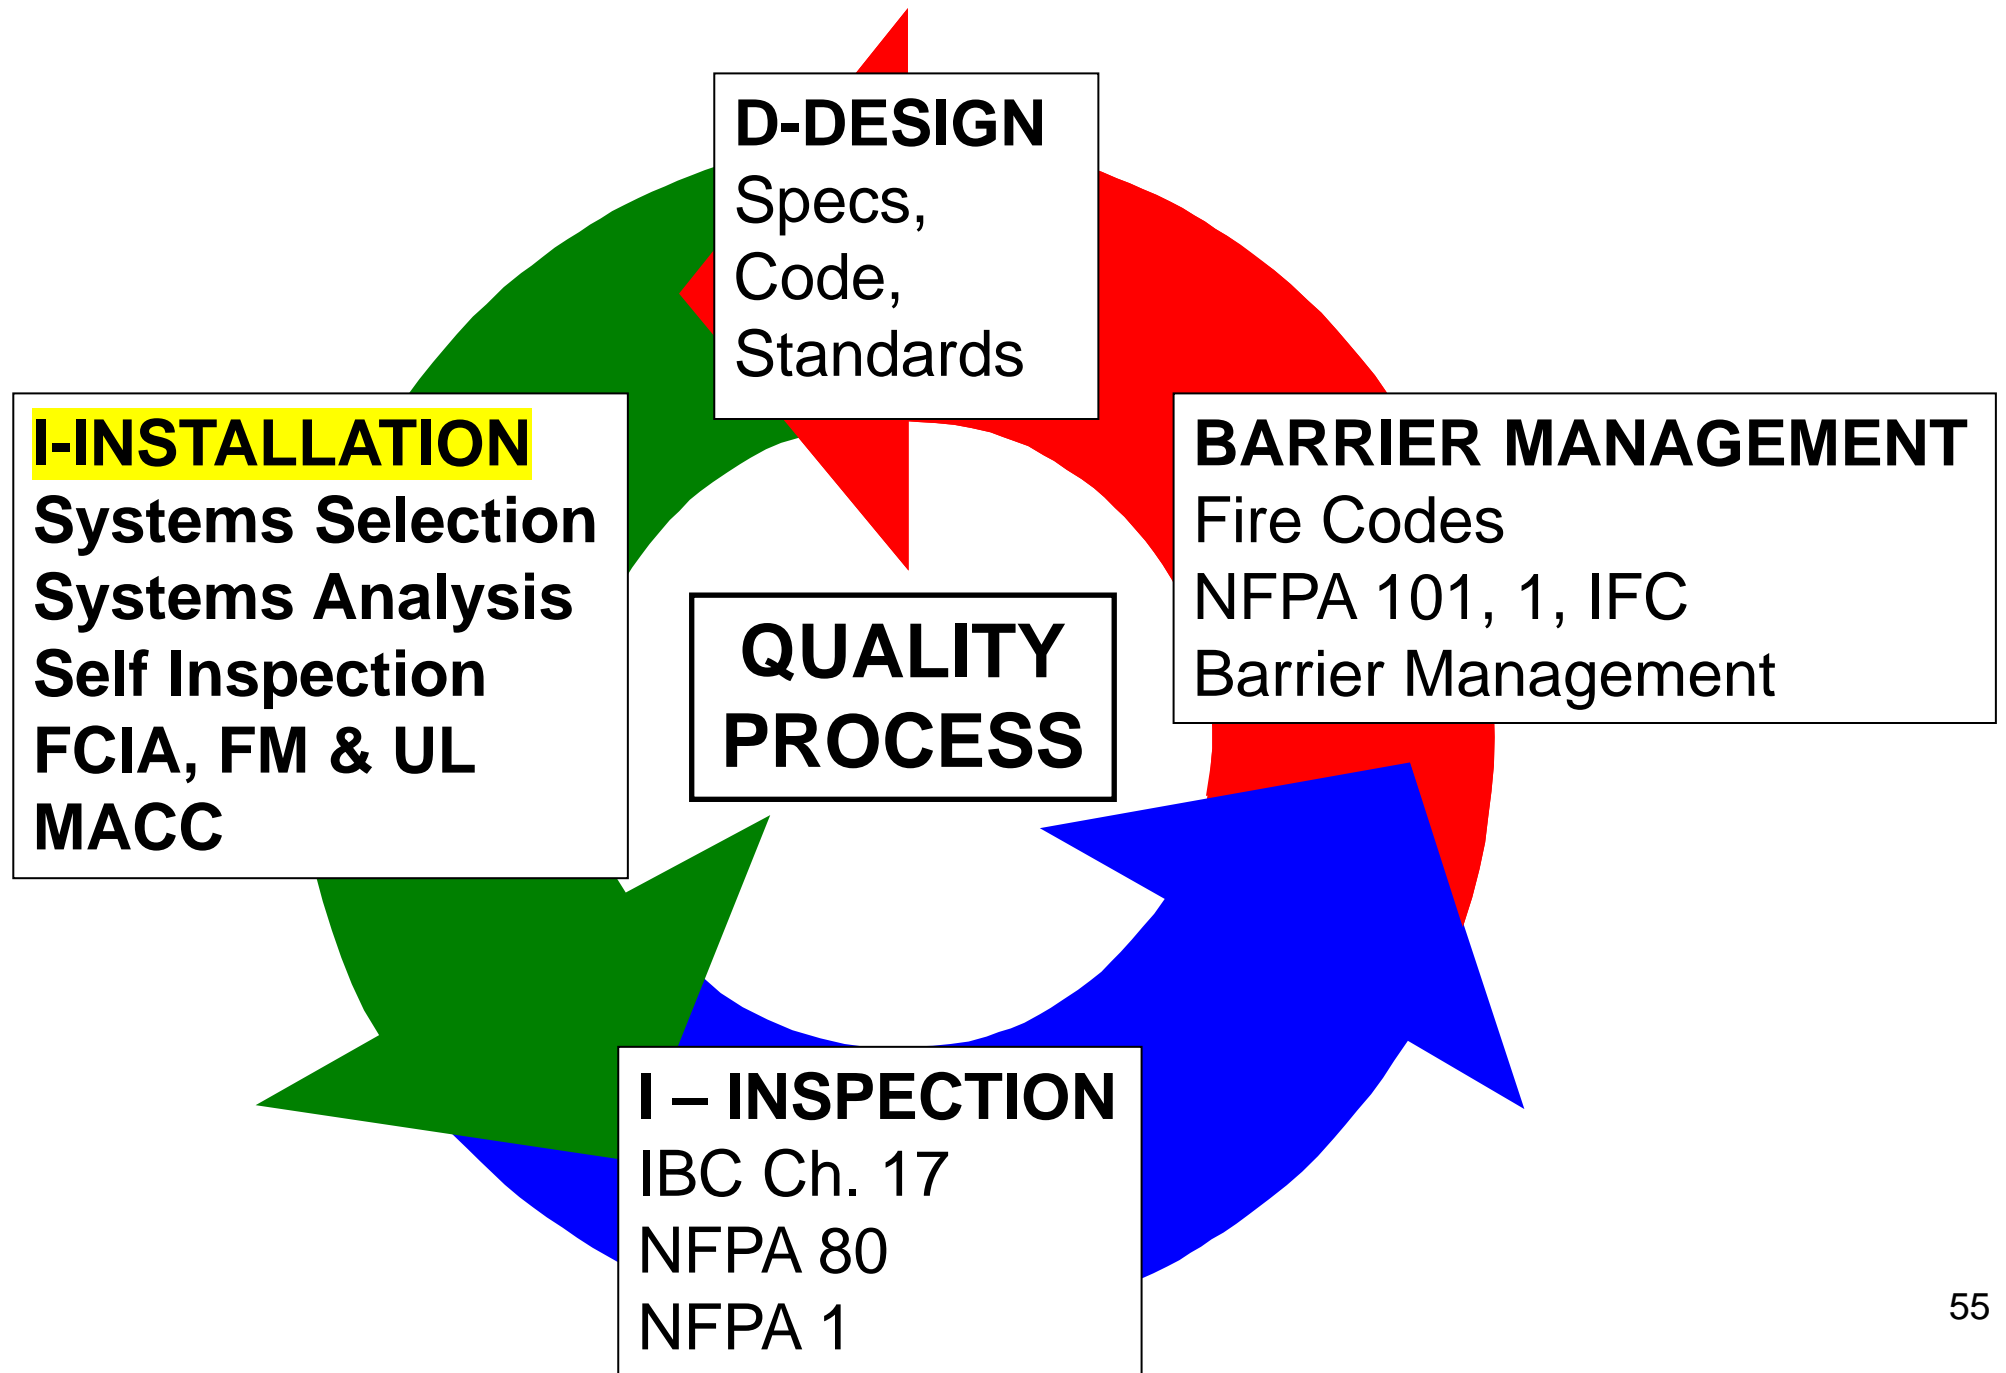 D-DESIGN
Specs,
Code,
Standards
I-INSTALLATION
Systems Selection
Systems Analysis
Self Inspection
FCIA, FM & UL
MACC
QUALITY
PROCESS
BARRIER MANAGEMENT
Fire Codes
NFPA 101, 1, IFC
Barrier Management
I – INSPECTION
IBC Ch. 17
NFPA 80
NFPA 1
55